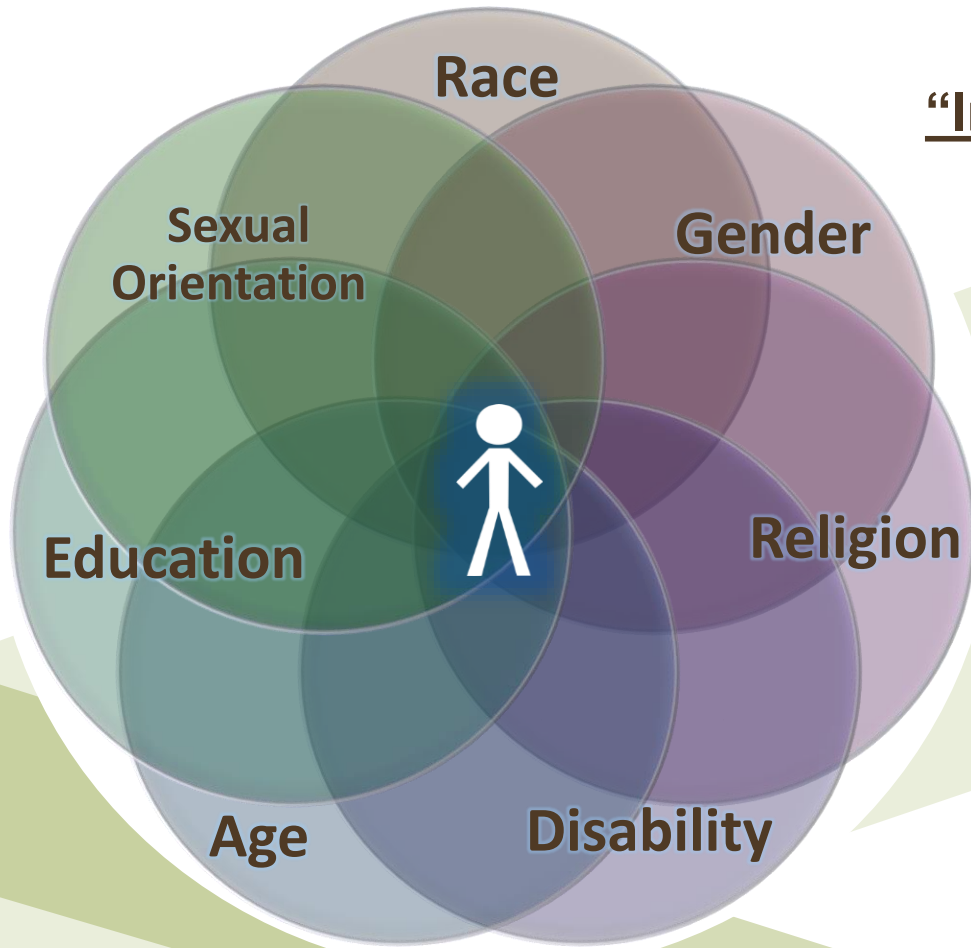 Race
“I
Sexual
Orientation
Gender
Education
Religion
Age
Disability